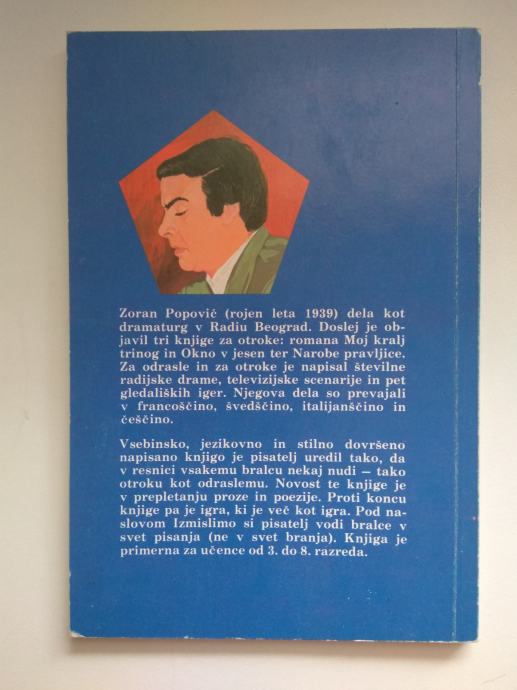 Zoran Popović (rojen leta 1939) dela kot
dramaturg v Radiu Beograd. Doslej je ob-
javil tri knjige za otroke: romana Moj kralj
trinog in Okno v jesen ter Narobe pravljice.
Za odrasle in za otroke je napisal številne
radijske drame, televizijske scenarije in pet
gledaliških iger. Njegova dela so prevajali
v francoščino, švedščino, italijanščino in
češčino.
Vsebinsko, jezikovno in stilno dovršeno
napisano knjigo je pisatelj uredil tako, da
v resnici vsakemu bralcu nekaj nudi – tako
otroku kot odraslemu. Novost te knjige je
v prepletanju proze in poezije. Proti koncu
knjige pa je igra, ki je več kot igra. Pod na-
slovom Izmislimo si pisatelj vodi bralce v
svet pisanja (ne v svet branja). Knjiga je
primerna za učence od 3. do 8. razreda.